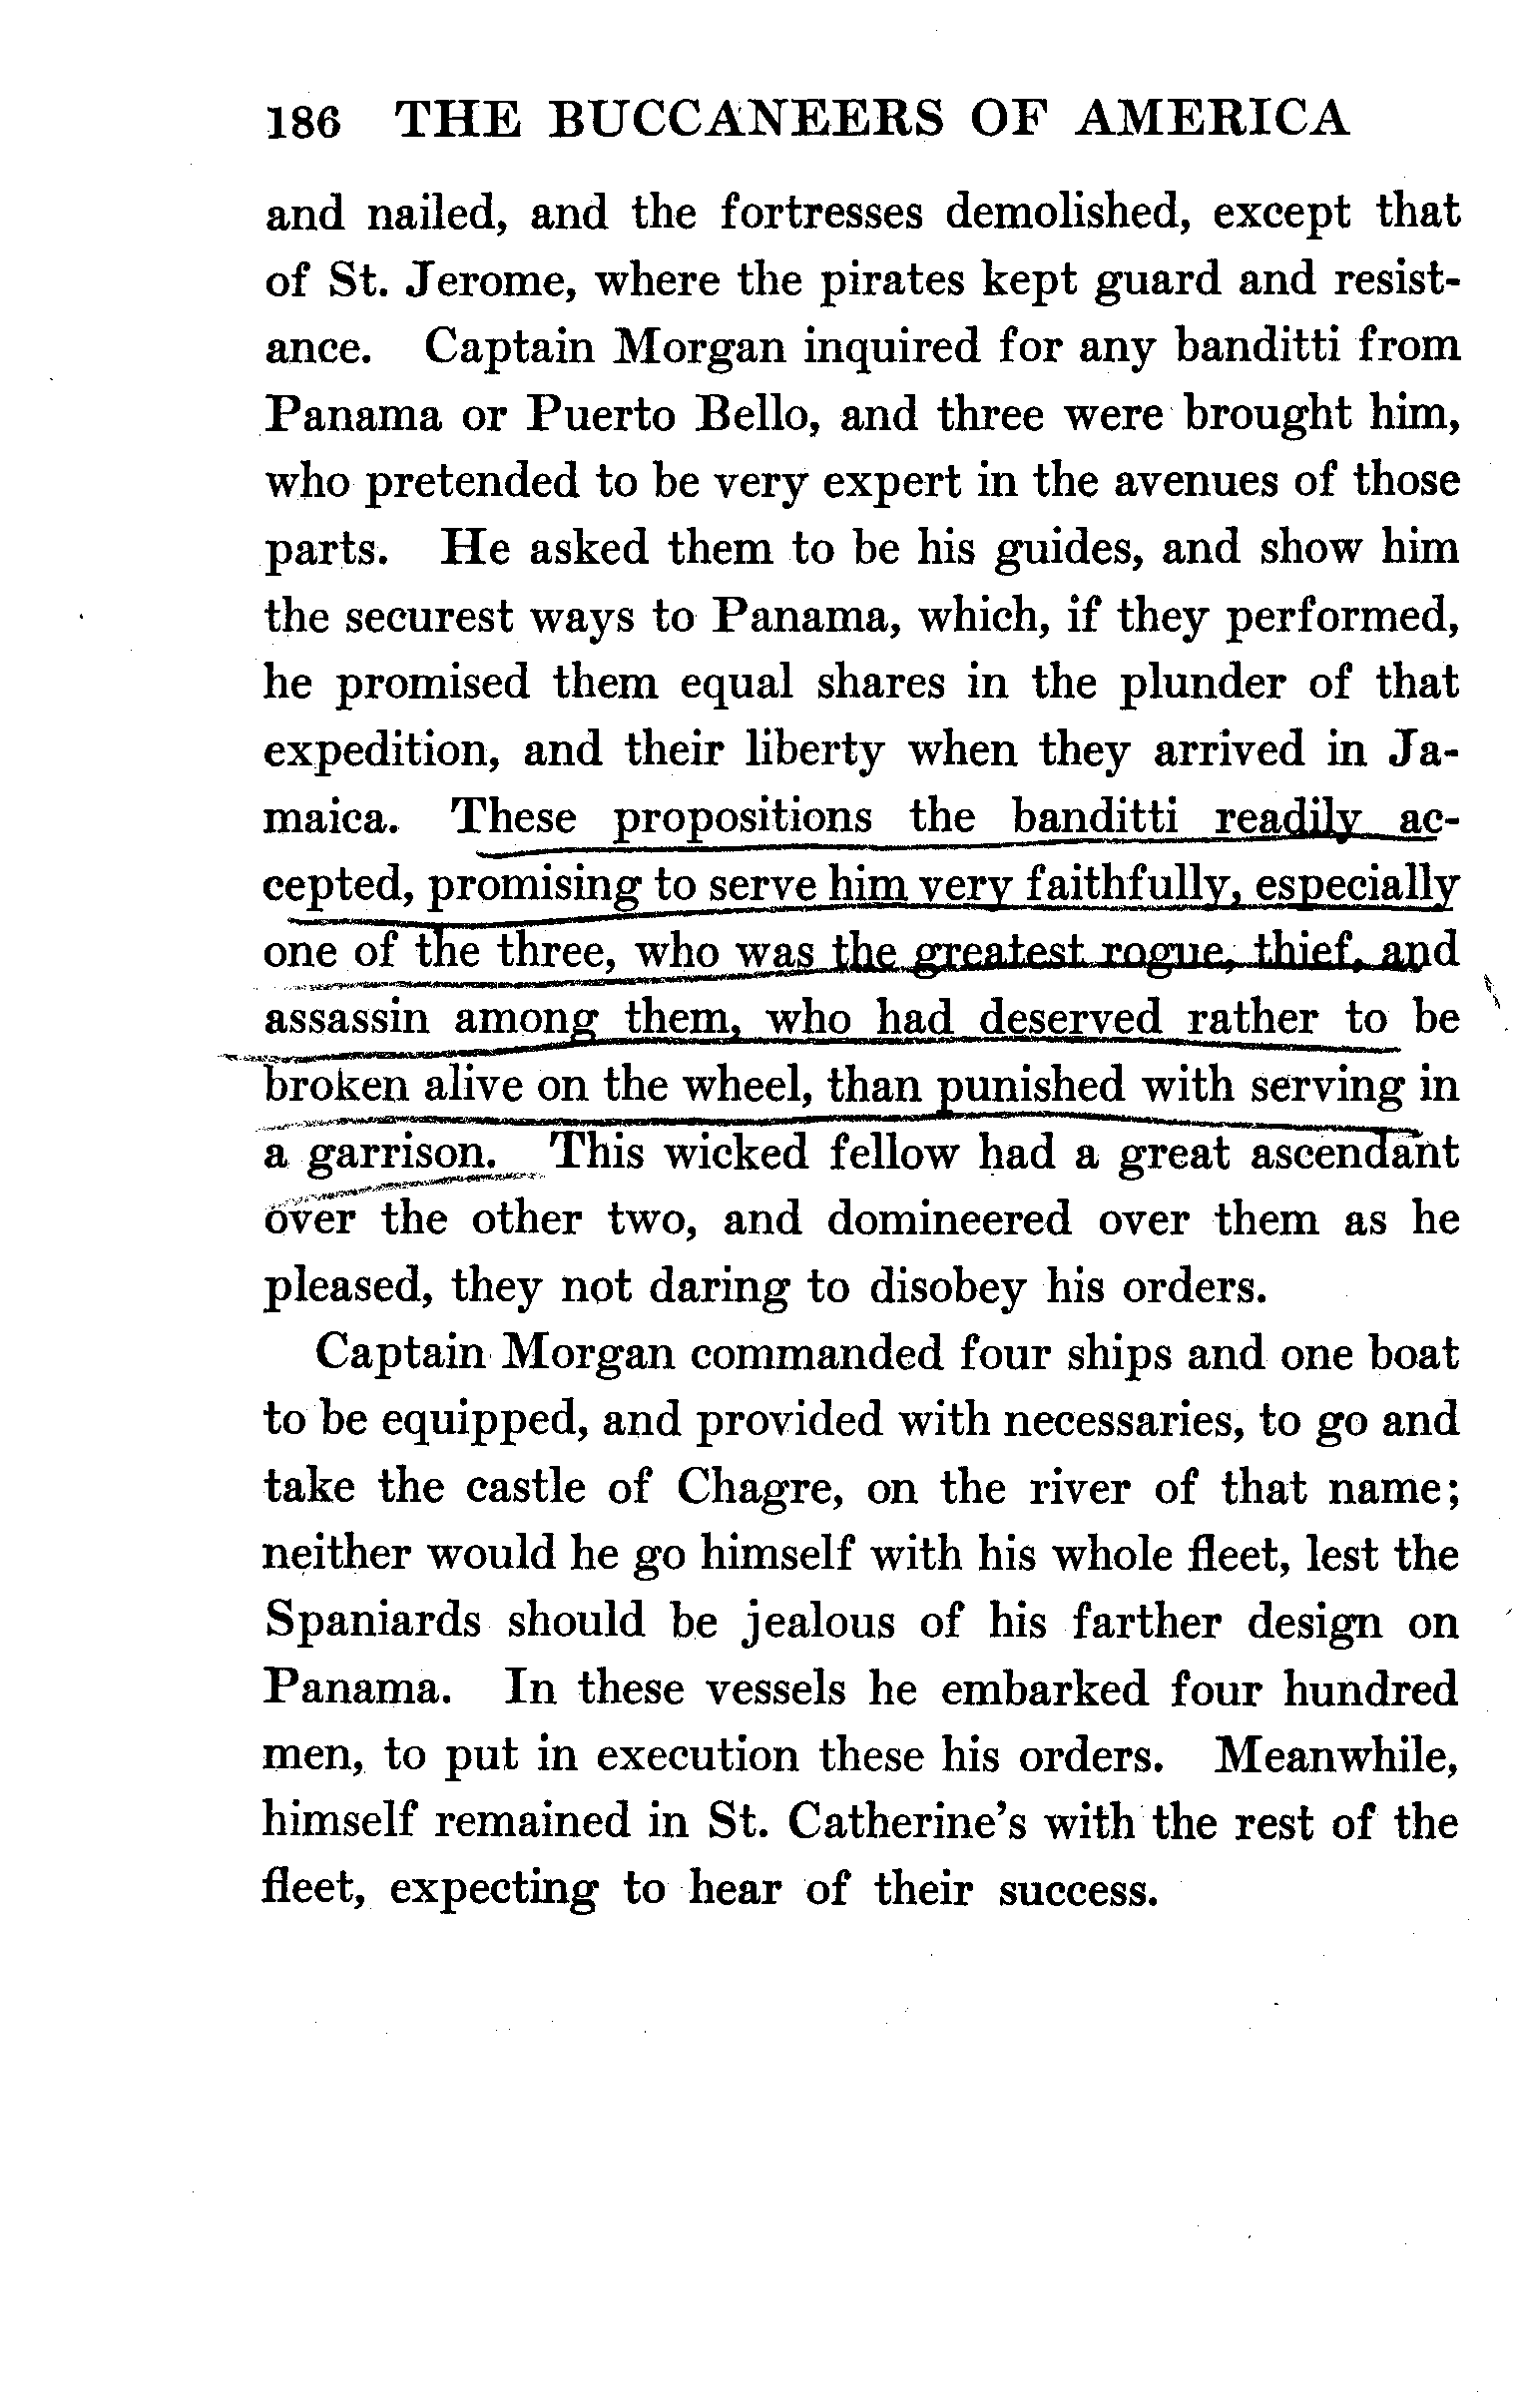 186 THE BUCCANEERS OF AMERICA
and nailed, and the fortresses demolished, except that
of St. Jerome, where the pirates kept guard and resist-
ance. Captain Morgan inquired for any banditti from
Panama or Puerto Bello, and three were brought him,
who pretended to be very expert in the avenues of those
parts. He asked them to be his guides, and show him
the securest ways to Panama, which, if they performed,
he promised them equal shares in the plunder of that
expedition, and their liberty when they arrived in Ja-
maica. These propositions the banditti readily ac-
cepted, promising to serve him very faithfully, especially
one of the three, who was the greatest rogue, thief, and
assassin among them, who had deserved rather to be
broken alive on the wheel, than punished with serving in
a garrison. This wicked fellow had a great ascendant
over the other two, and domineered over them as he
pleased, they not daring to disobey his orders.
Captain Morgan commanded four ships and one boat
to be equipped, and provided with necessaries, to go and
take the castle of Chagre, on the river of that name;
neither would he go himself with his whole fleet, lest the
Spaniards should be jealous of his farther design on
Panama. In these vessels he embarked four hundred
men, to put in execution these his orders. Meanwhile,
himself remained in St. Catherine's with the rest of the
fleet, expecting to hear of their success.